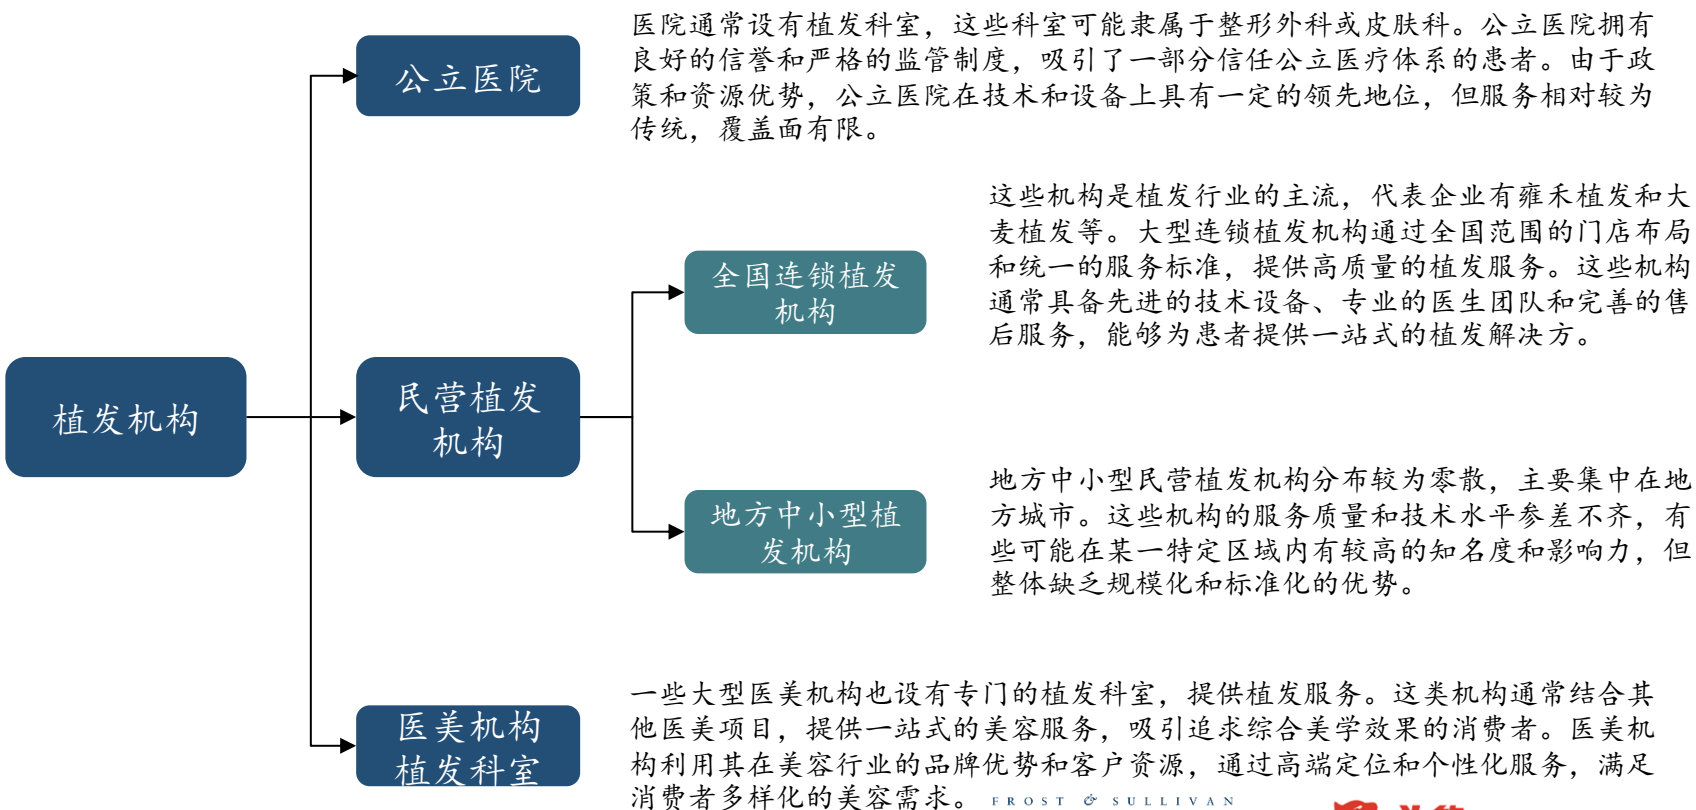 医院通常设有植发科室，这些科室可能隶属于整形外科或皮肤科。公立医院拥有
良好的信誉和严格的监管制度，吸引了一部分信任公立医疗体系的患者。由于政
策和资源优势，公立医院在技术和设备上具有一定的领先地位，但服务相对较为
传统，覆盖面有限。
公立医院
这些机构是植发行业的主流，代表企业有雍禾植发和大
麦植发等。大型连锁植发机构通过全国范围的门店布局
和统一的服务标准，提供高质量的植发服务。这些机构
通常具备先进的技术设备、专业的医生团队和完善的售
后服务，能够为患者提供一站式的植发解决方。
全国连锁植发
机构
植发机构
民营植发
机构
地方中小型植
发机构
地方中小型民营植发机构分布较为零散，主要集中在地
方城市。这些机构的服务质量和技术水平参差不齐，有
些可能在某一特定区域内有较高的知名度和影响力，但
整体缺乏规模化和标准化的优势。
医美机构
植发科室
一些大型医美机构也设有专门的植发科室，提供植发服务。这类机构通常结合其
他医美项目，提供一站式的美容服务，吸引追求综合美学效果的消费者。医美机
构利用其在美容行业的品牌优势和客户资源，通过高端定位和个性化服务，满足
消费者多样化的美容需求。
FROST & SULLIVAN